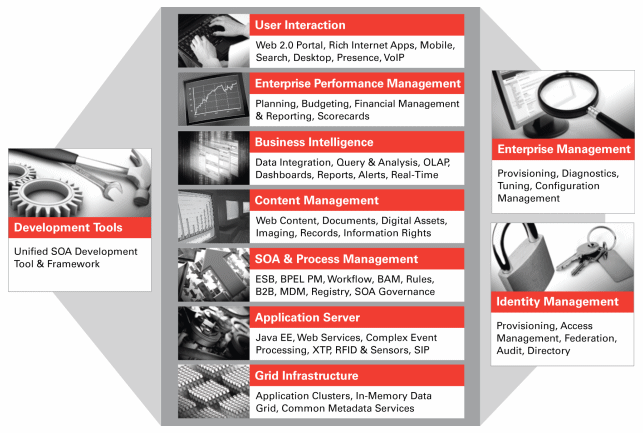 Development Tools
Unified SOA Development
Tool & Framework
User Interaction
Web 2.0 Portal, Rich Internet Apps, Mobile,
Search, Desktop, Presence, VoIP
Enterprise Performance Management
Planning, Budgeting, Financial Management
& Reporting, Scorecards
Business Intelligence
Data Integration, Query & Analysis, OLAP,
Dashboards, Reports, Alerts, Real-Time
Content Management
Web Content, Documents, Digital Assets,
Imaging, Records, Information Rights
SOA & Process Management
ESB, BPEL PM, Workflow, BAM, Rules,
B2B, MDM, Registry, SOA Governance
Application Server
Java EE, Web Services, Complex Event
Processing, XTP, RFID & Sensors, SIP
Grid Infrastructure
Application Clusters, In-Memory Data
Grid, Common Metadata Services
Enterprise Management
Provisioning, Diagnostics,
Tuning, Configuration
Management
Identity Management
Provisioning, Access
Management, Federation,
Audit, Directory